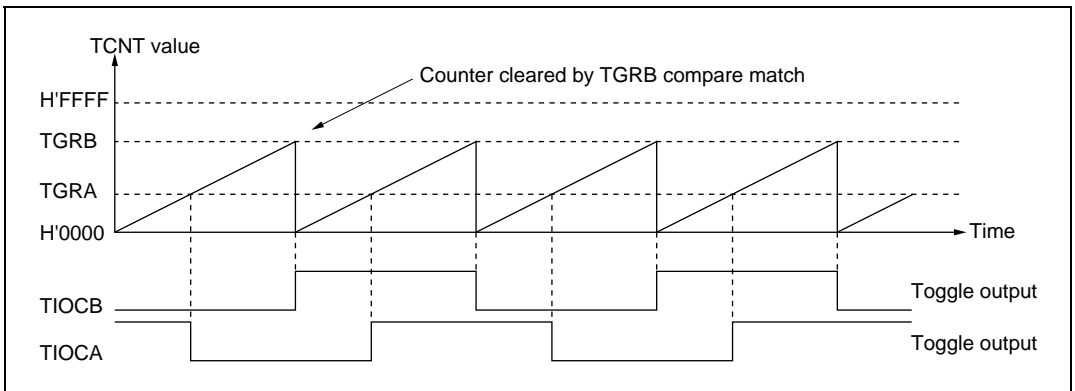 TCNT value
Counter cleared by TGRB compare match
H'FFFF
TGRB
TGRA
H'0000
Time
TIOCB
Toggle output
TIOCA
Toggle output